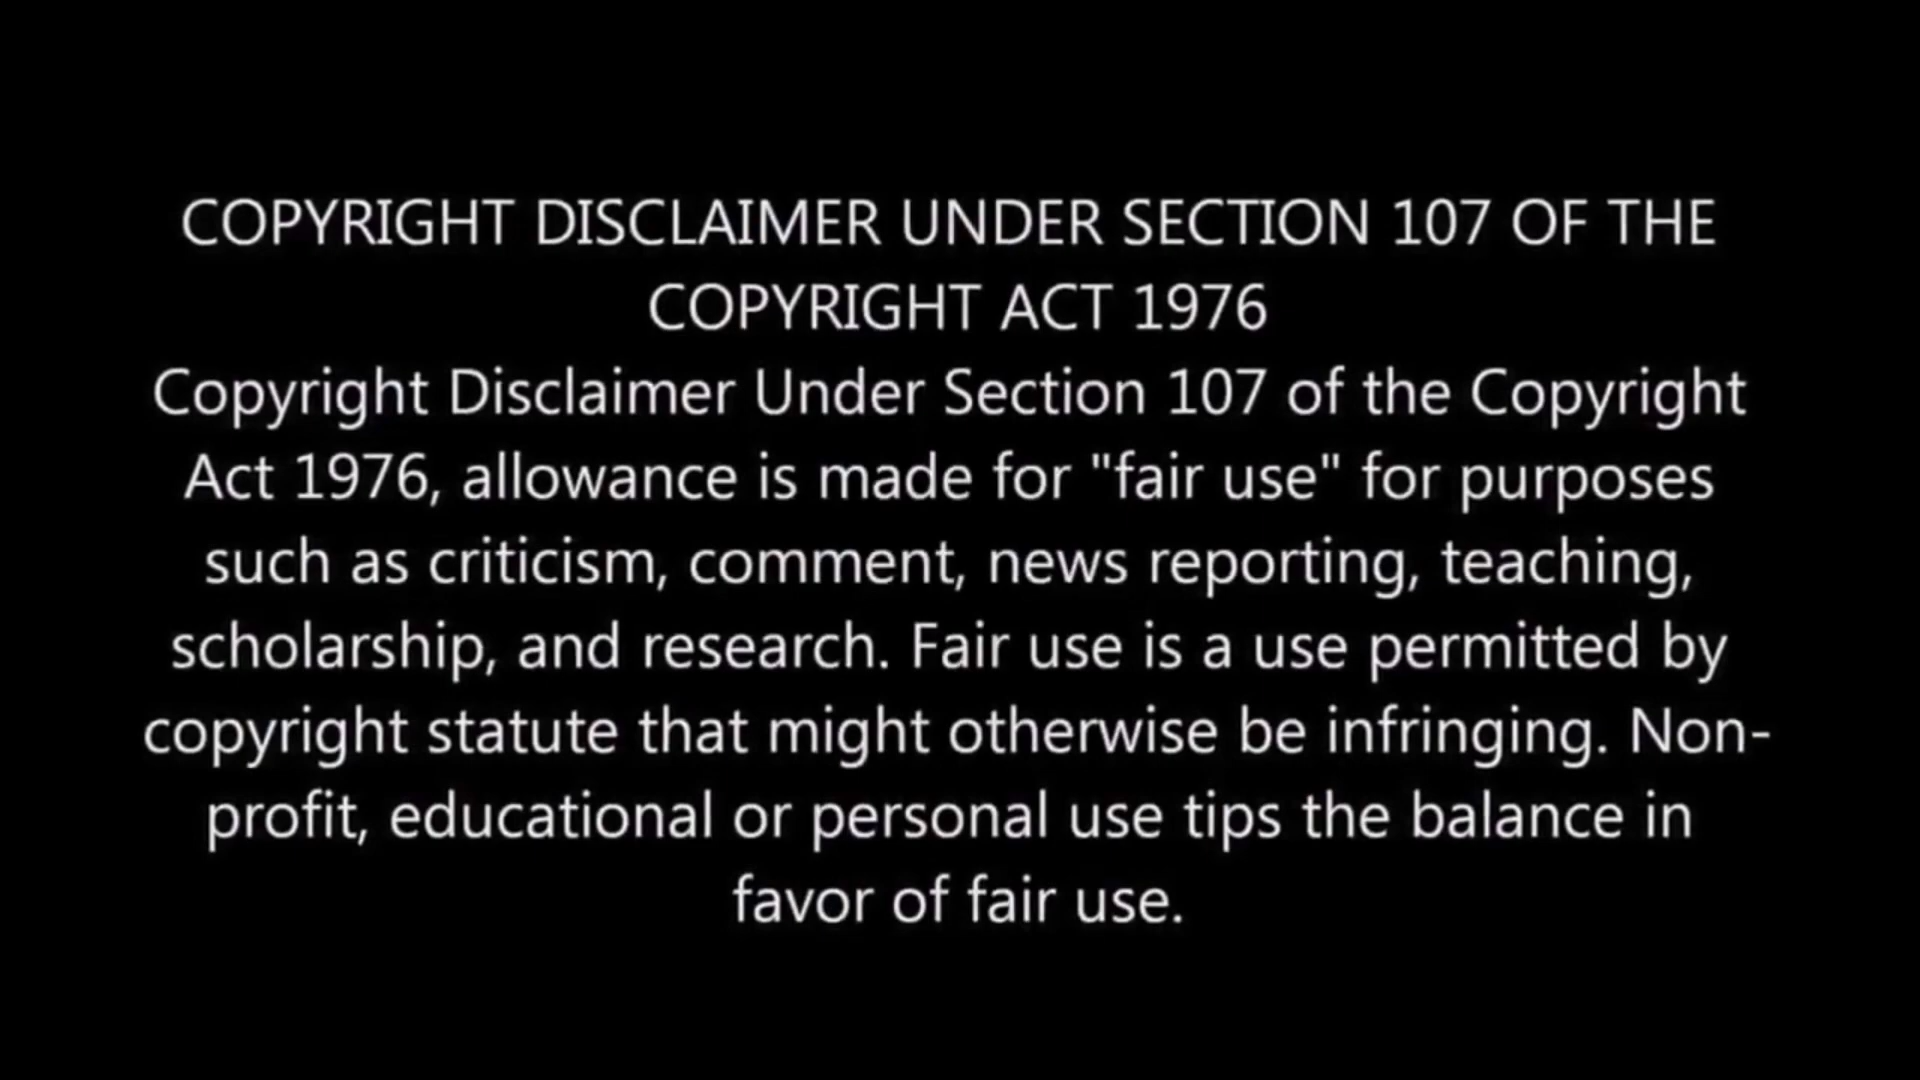 COPYRIGHT DISCLAIMER UNDER SECTION 107 OF THE
COPYRIGHT ACT 1976
Copyright Disclaimer Under Section 107 of the Copyright
Act 1976, allowance is made for "fair use" for purposes
such as criticism, comment, news reporting, teaching,
scholarship, and research. Fair use is a use permitted by
copyright statute that might otherwise be infringing. Non-
profit, educational or personal use tips the balance in
favor of fair use.